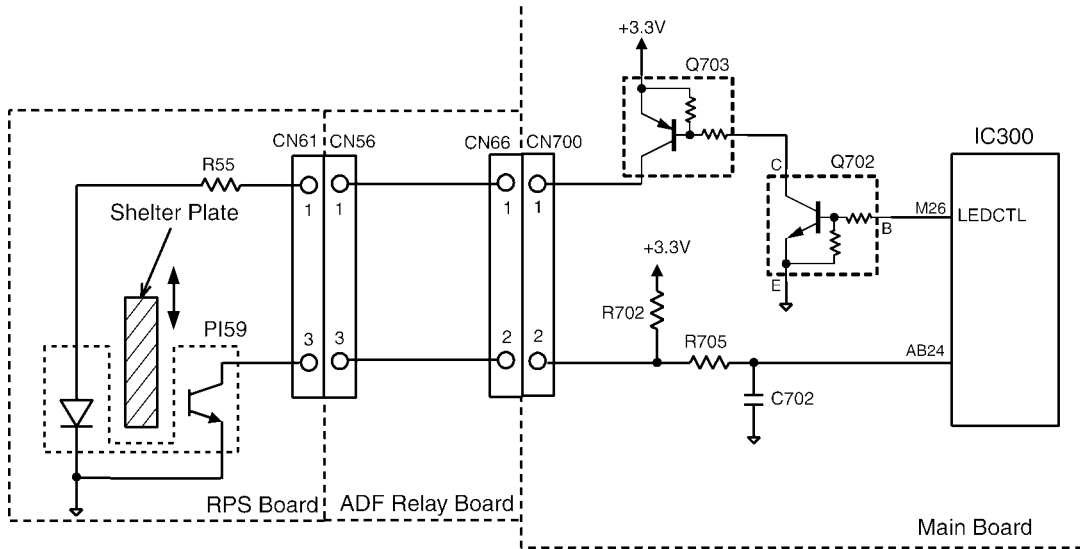 +3.3V
Q703
CN61
CN56
CN66
CN700
IC300
R55
C
Q702
1
1
1
1
Shelter Plate
M26
LEDCTL
B
+3.3V
E
R702
PI59
3
3
2
2
R705
AB24
C702
RPS Board
ADF Relay Board
Main Board